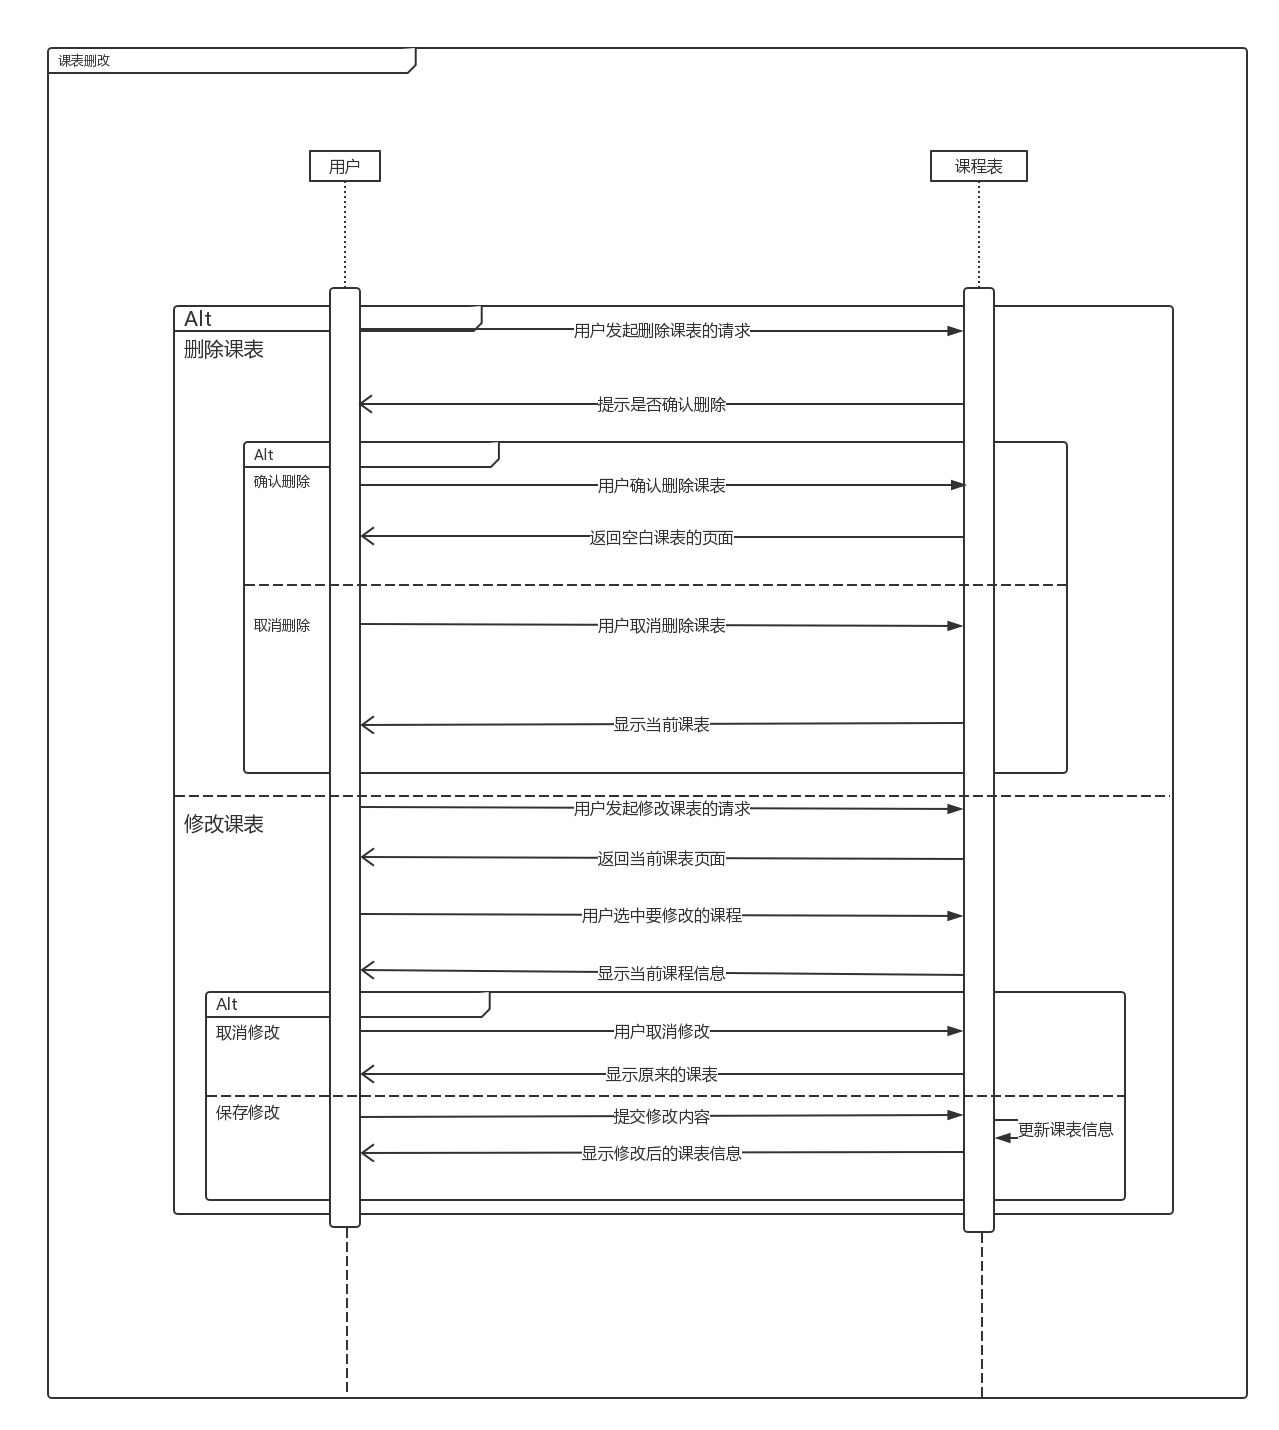 课表删改
用户
课程表
Alt
用户发起删除课表的请求
删除课表
提示是否确认删除
Alt
确认删除
用户确认删除课表
返回空白课表的页面
取消删除
用户取消删除课表
显示当前课表
用户发起修改课表的请求
修改课表
返回当前课表页面
用户选中要修改的课程
显示当前课程信息
Alt
取消修改
用户取消修改
显示原来的课表
保存修改
提交修改内容
更新课表信息
显示修改后的课表信息